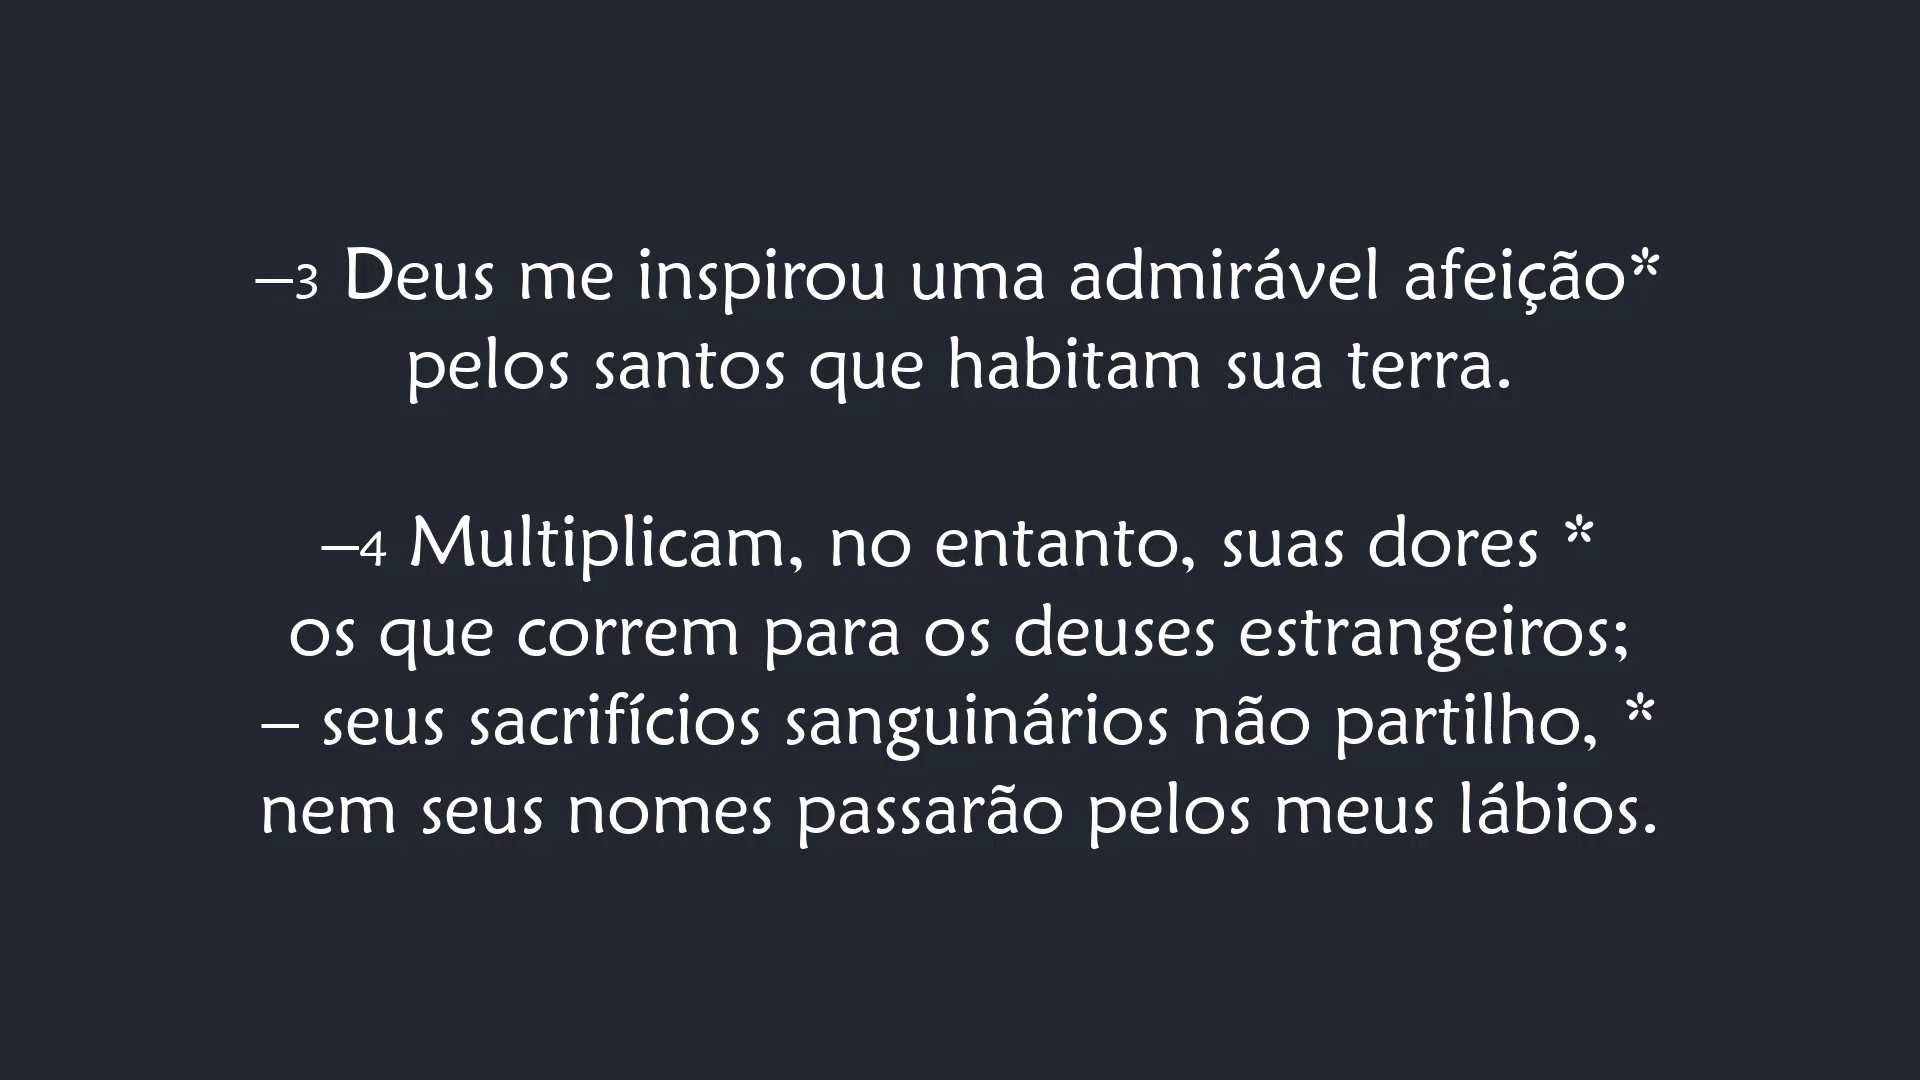 –3 Deus me inspirou uma admirável afeição*
pelos santos que habitam sua terra.
–4 Multiplicam, no entanto, suas dores *
os que correm para os deuses estrangeiros;
– seus sacrifícios sanguinários não partilho, *
nem seus nomes passarão pelos meus lábios.